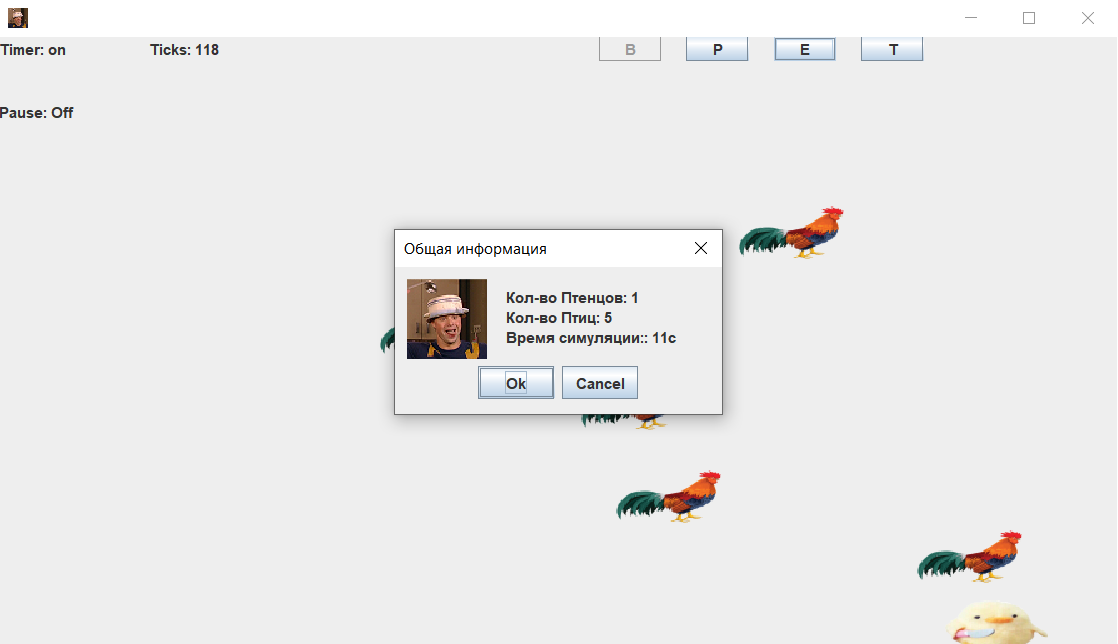 Timer: on Ticks: 118 B P E T
Pause: Off
Общая информация
Кол-во Птенцов: 1
Кол-во Птиц: 5
Время симуляции:: 11с
Ok Cancel